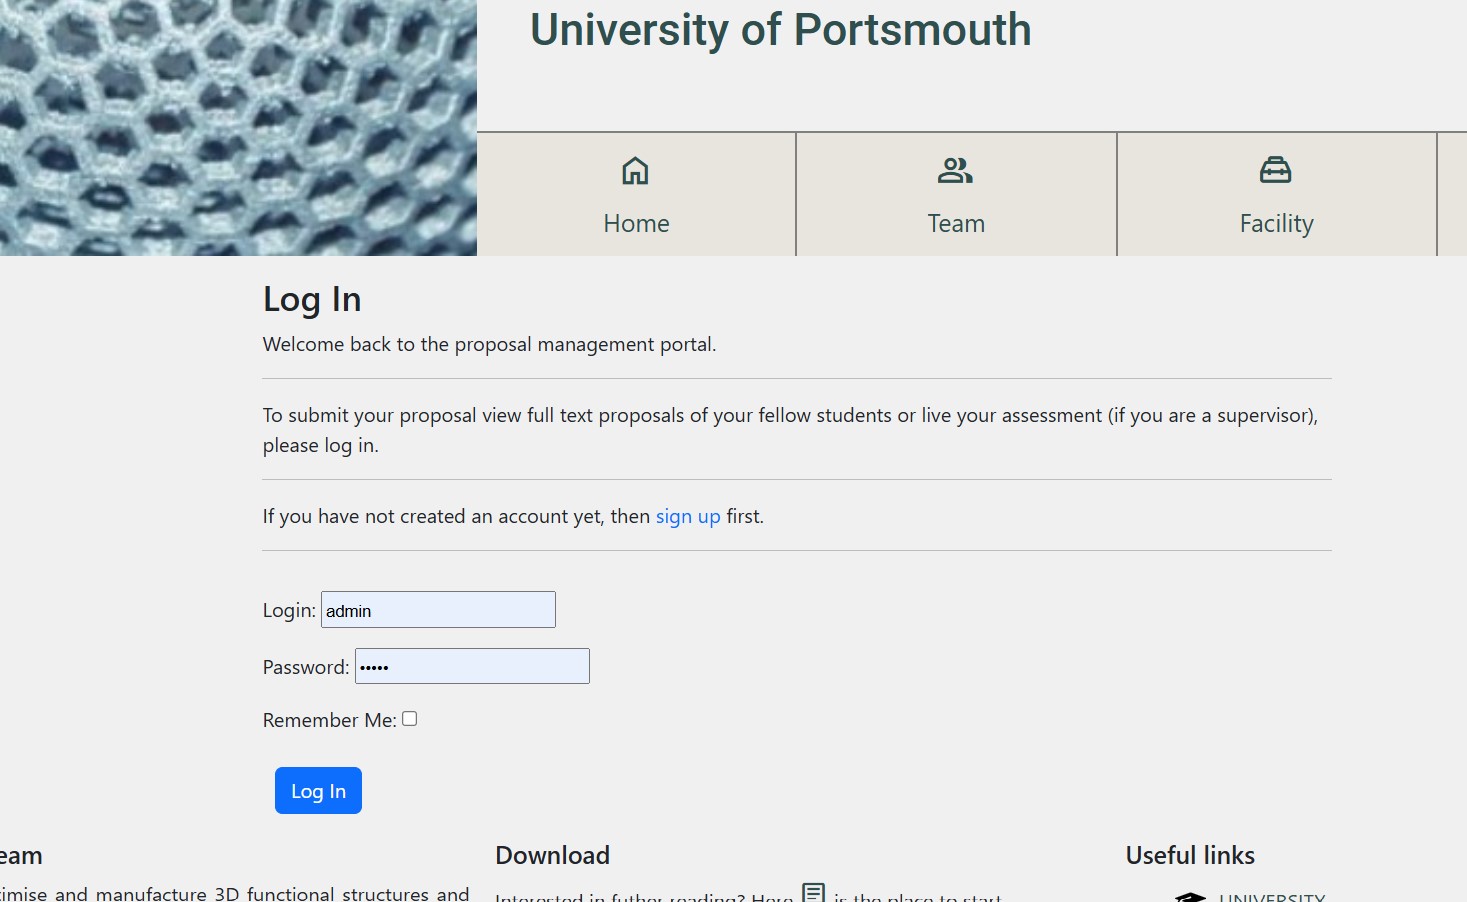 University of Portsmouth
Home
Team
Facility
Log In
Welcome back to the proposal management portal.
To submit your proposal view full text proposals of your fellow students or live your assessment (if you are a supervisor),
please log in.
If you have not created an account yet, then sign up first.
Login: admin
Password: •••••
Remember Me:
Log In
eam
Download
Useful links
timise and manufacture 3D functional structures and
Interested in futher reading? Here is the place to start
UNIVERSITY